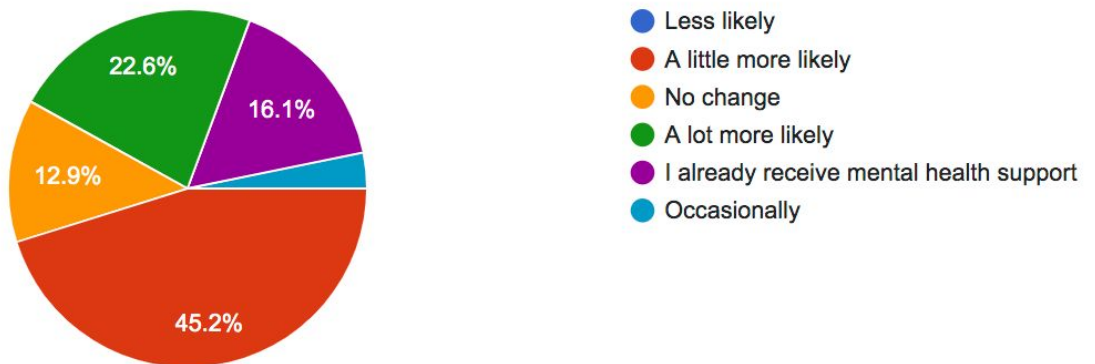 22.6%
16.1%
12.9%
45.2%
Less likely
A little more likely
No change
A lot more likely
I already receive mental health support
Occasionally